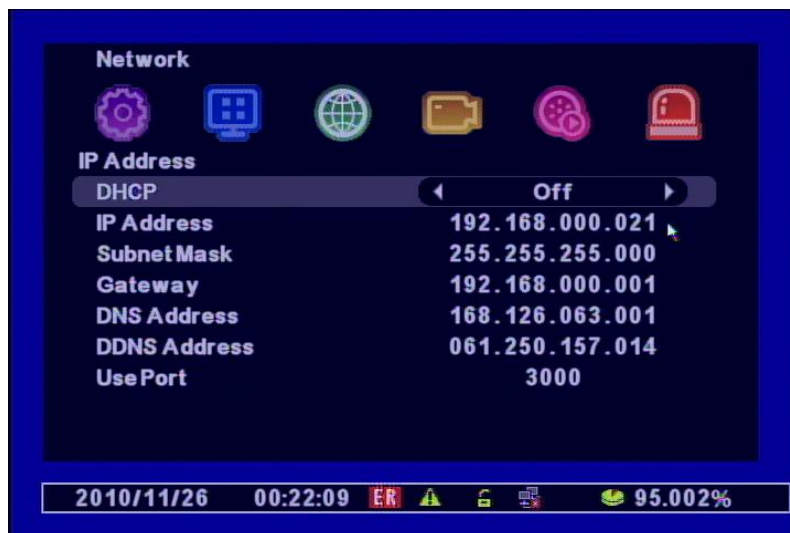 Network
IP Address
DHCP Off
IP Address 192.168.000.021
Subnet Mask 255.255.255.000
Gateway 192.168.000.001
DNS Address 168.126.063.001
DDNS Address 061.250.157.014
Use Port 3000
2010/11/26 00:22:09 ER 95.002%